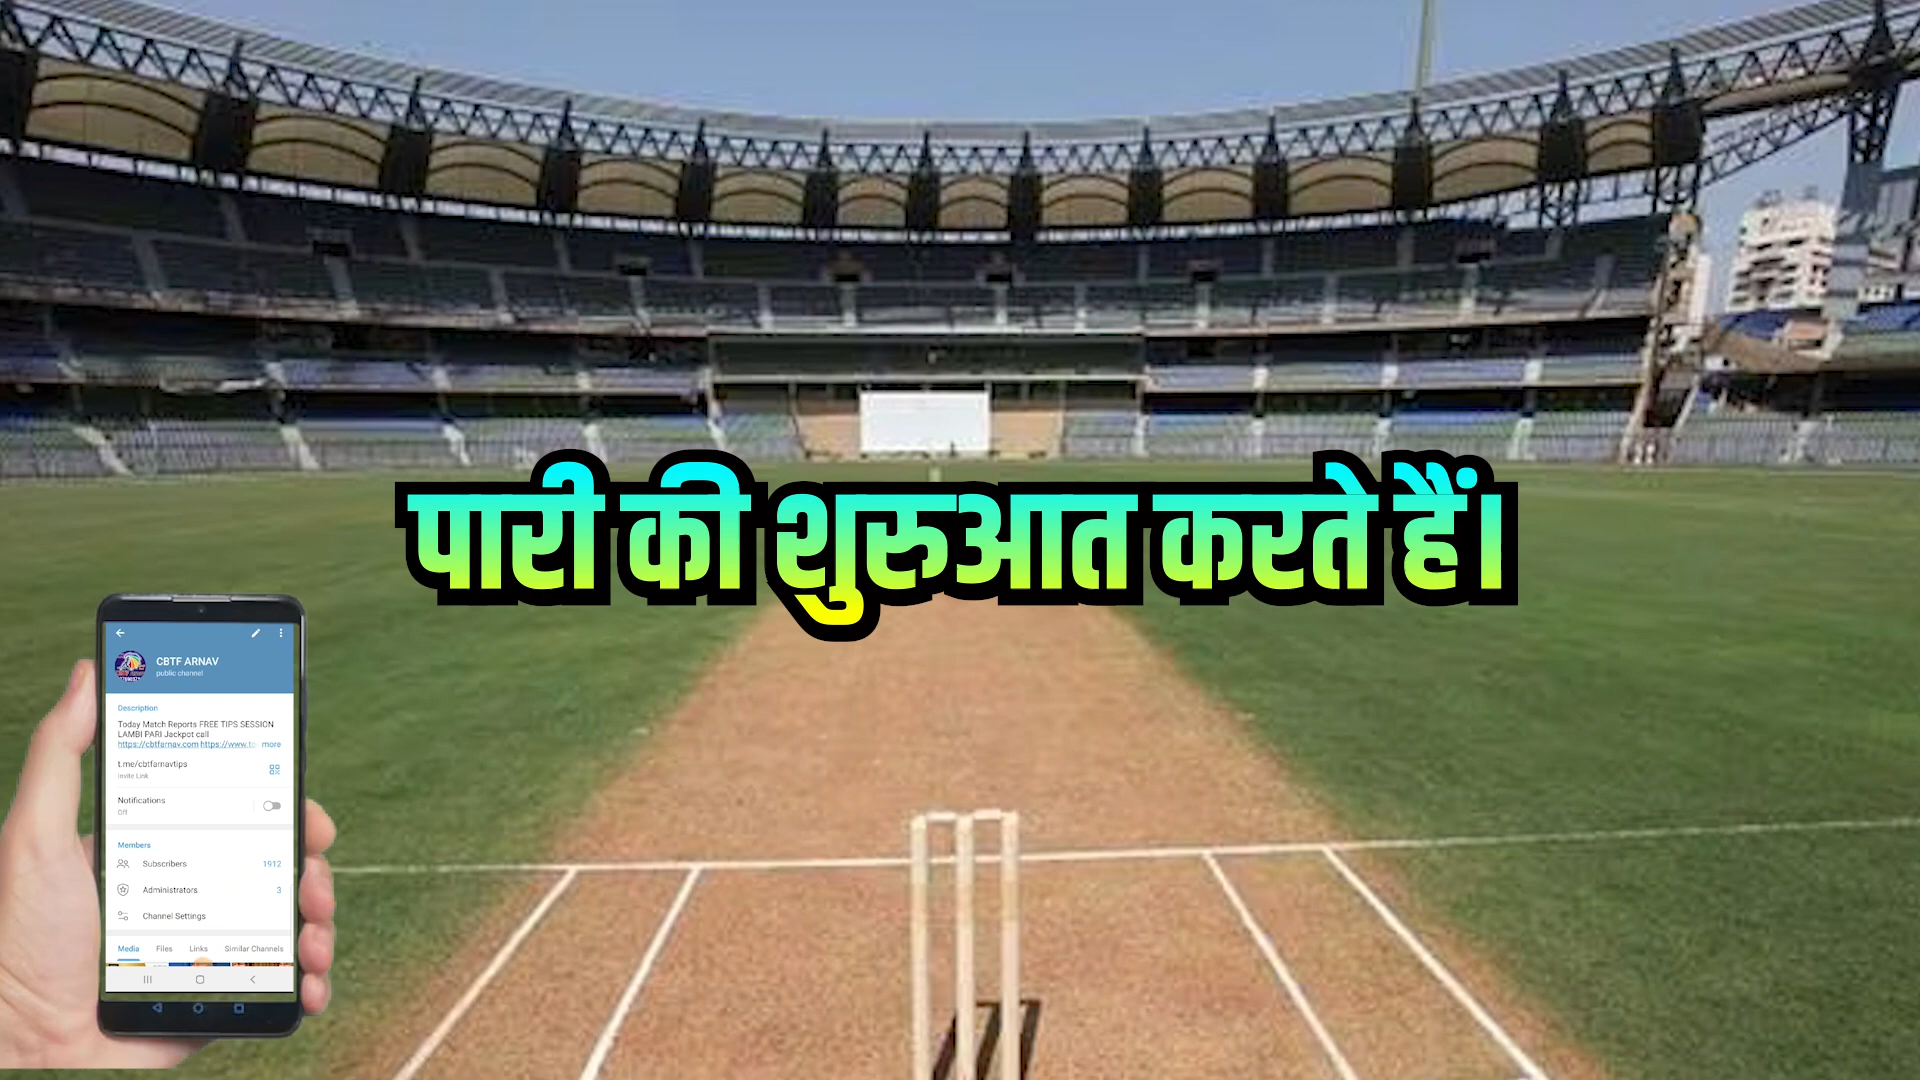 पारी की शुरुआत करते हैं।
CBTF ARNAV
public channel
Description
Today Match Reports FREE TIPS SESSION
LAMBI PARI Jackpot call
https://cbtfarnav.com https://www.to more
t.me/cbtfarnavtips
Invite Link
Notifications
Off
Members
Subscribers 1912
Administrators 3
Channel Settings
Media Files Links Similar Channels